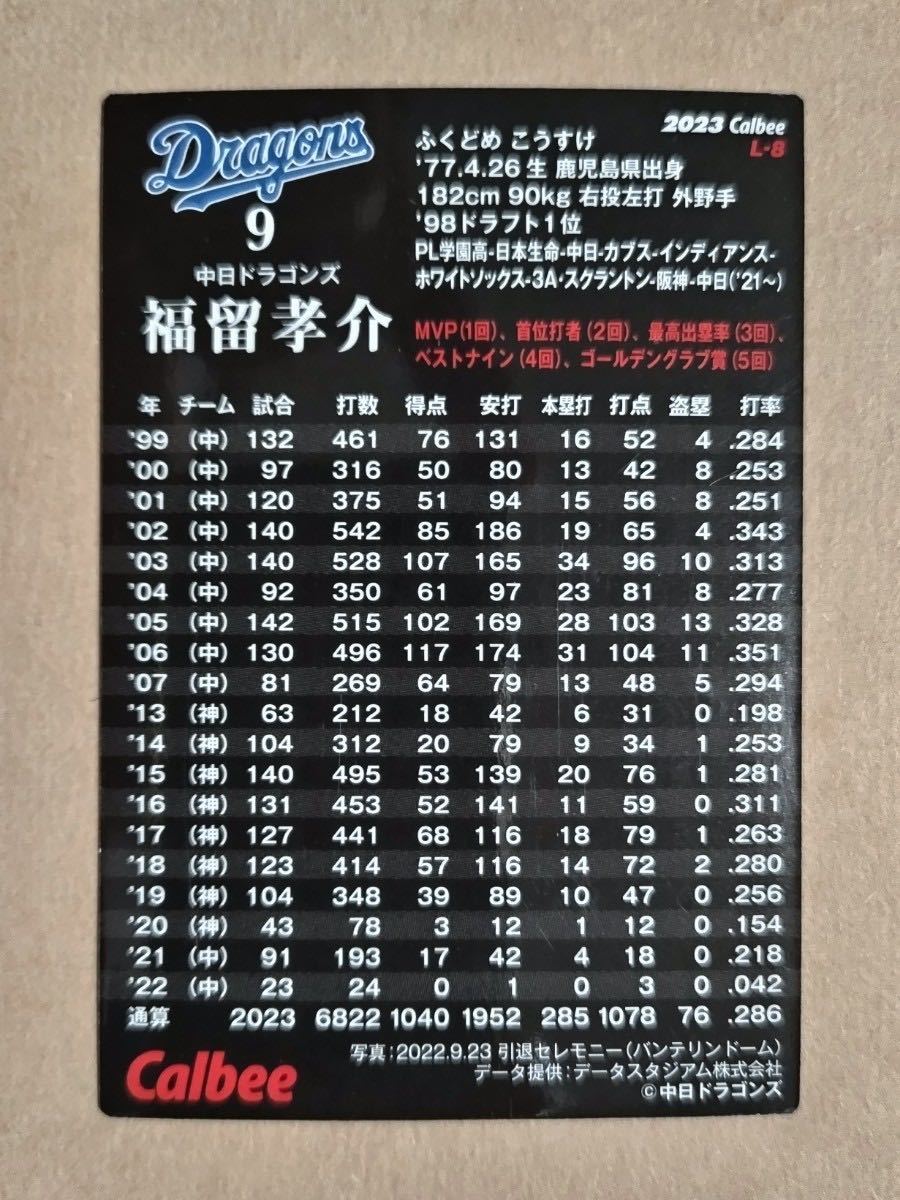 Dragons
9
中日ドラゴンズ
福留孝介
2023 Calbee
L-8
ふくどめ こうすけ
'77.4.26生 鹿児島県出身
182cm 90kg 右投左打 外野手
'98ドラフト1位
PL学園高-日本生命-中日-カブス-インディアンス-
ホワイトソックス-3A・スクラントン-阪神-中日('21～)
MVP(1回)、首位打者(2回)、最高出塁率(3回)、
ベストナイン(4回)、ゴールデングラブ賞(5回)
年 チーム 試合 打数 得点 安打 本塁打 打点 盗塁 打率
'99 (中) 132 461 76 131 16 52 4 .284
'00 (中) 97 316 50 80 13 42 8 .253
'01 (中) 120 375 51 94 15 56 8 .251
'02 (中) 140 542 85 186 19 65 4 .343
'03 (中) 140 528 107 165 34 96 10 .313
'04 (中) 92 350 61 97 23 81 8 .277
'05 (中) 142 515 102 169 28 103 13 .328
'06 (中) 130 496 117 174 31 104 11 .351
'07 (中) 81 269 64 79 13 48 5 .294
'13 (神) 63 212 18 42 6 31 0 .198
'14 (神) 104 312 20 79 9 34 1 .253
'15 (神) 140 495 53 139 20 76 1 .281
'16 (神) 131 453 52 141 11 59 0 .311
'17 (神) 127 441 68 116 18 79 1 .263
'18 (神) 123 414 57 116 14 72 2 .280
'19 (神) 104 348 39 89 10 47 0 .256
'20 (神) 43 78 3 12 1 12 0 .154
'21 (中) 91 193 17 42 4 18 0 .218
'22 (中) 23 24 0 1 0 3 0 .042
通算 2023 6822 1040 1952 285 1078 76 .286
Calbee
写真:2022.9.23 引退セレモニー(バンテリンドーム)
データ提供:データスタジアム株式会社
©中日ドラゴンズ